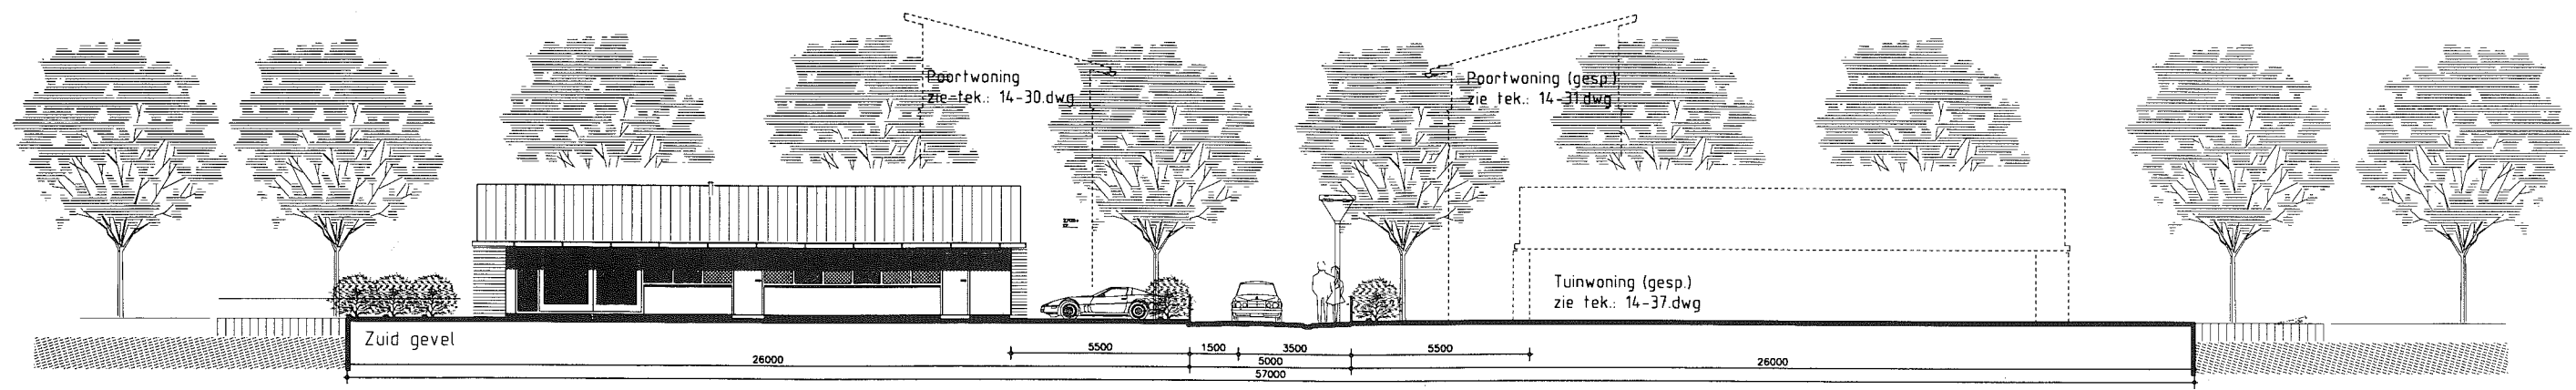 Poortwoning
zie tek.: 14-30.dwg
Poortwoning (gesp.)
zie tek.: 14-31.dwg
Tuinwoning (gesp.)
zie tek.: 14-37.dwg
Zuid gevel
5500
1500
3500
5500
26000
5000
26000
57000